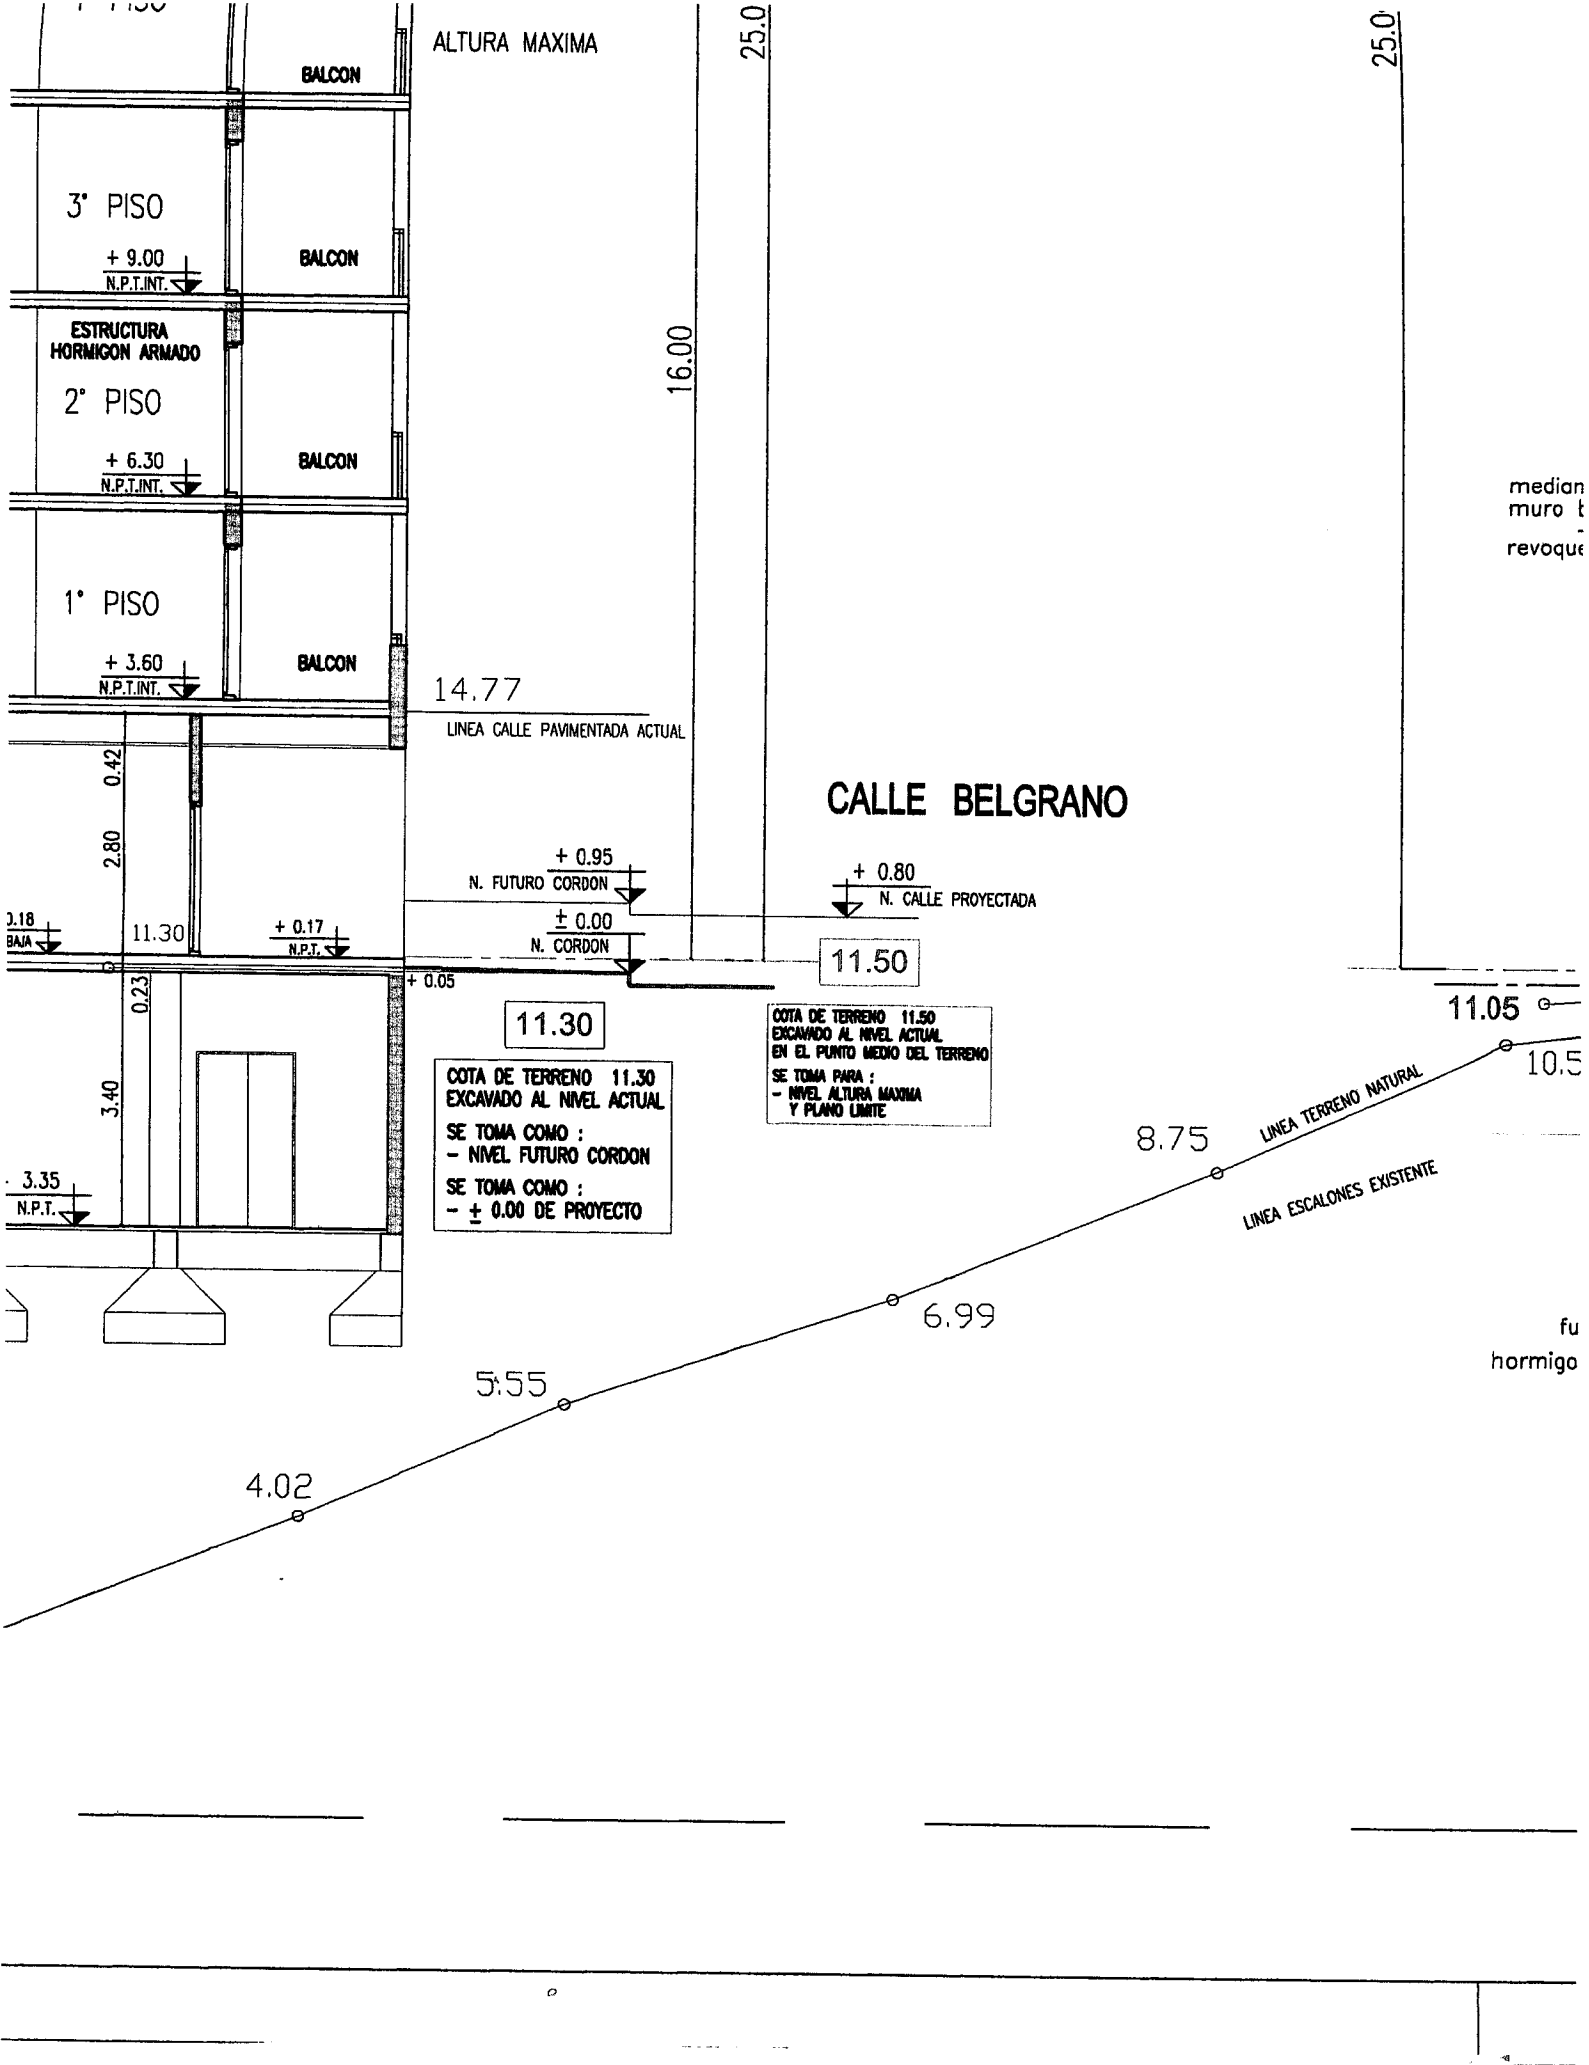 PISO
ALTURA MAXIMA
25.0
25.0
BALCON
3° PISO
+ 9.00
N.P.T.INT.
BALCON
ESTRUCTURA
HORMIGON ARMADO
16.00
2° PISO
+ 6.30
N.P.T.INT.
BALCON
median
muro b
revoque
1° PISO
+ 3.60
N.P.T.INT.
BALCON
14.77
LINEA CALLE PAVIMENTADA ACTUAL
0.42
CALLE BELGRANO
2.80
+ 0.95
N. FUTURO CORDON
+ 0.80
N. CALLE PROYECTADA
0.18
BAJA
11.30
+ 0.17
N.P.T.
± 0.00
N. CORDON
11.50
0.23
+ 0.05
11.30
COTA DE TERRENO 11.50
EXCAVADO AL NIVEL ACTUAL
EN EL PUNTO MEDIO DEL TERRENO
SE TOMA PARA :
- NIVEL ALTURA MAXIMA
Y PLANO LIMITE
11.05
10.5
COTA DE TERRENO 11.30
EXCAVADO AL NIVEL ACTUAL
SE TOMA COMO :
- NIVEL FUTURO CORDON
SE TOMA COMO :
- ± 0.00 DE PROYECTO
3.40
- 3.35
N.P.T.
8.75
LINEA TERRENO NATURAL
LINEA ESCALONES EXISTENTE
6.99
fu
hormigo
5.55
4.02